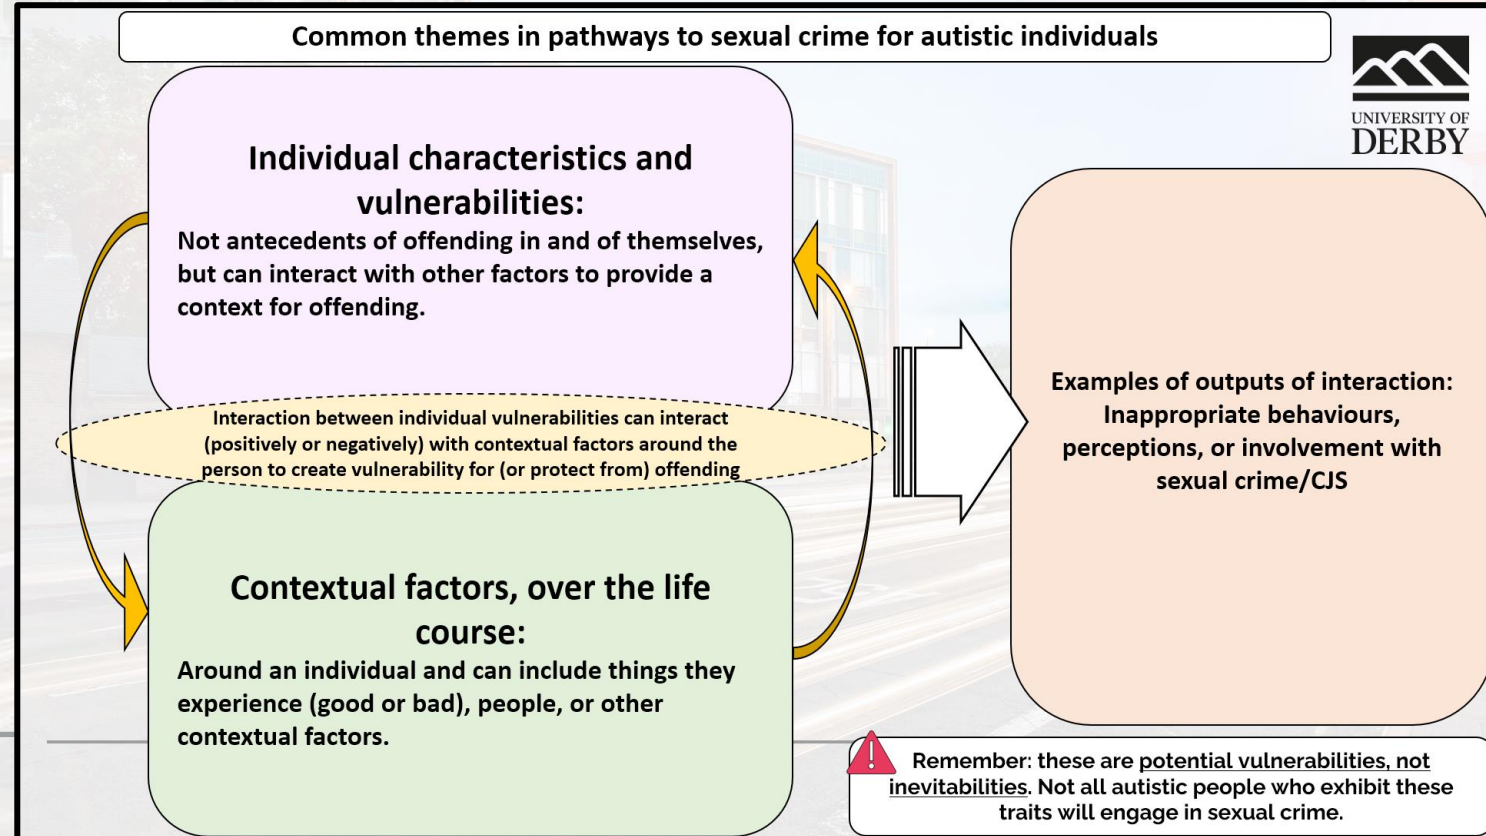 Common themes in pathways to sexual crime for autistic individuals
UNIVERSITY OF
DERBY
Individual characteristics and
vulnerabilities:
Not antecedents of offending in and of themselves,
but can interact with other factors to provide a
context for offending.
Interaction between individual vulnerabilities can interact
(positively or negatively) with contextual factors around the
person to create vulnerability for (or protect from) offending
Contextual factors, over the life
course:
Around an individual and can include things they
experience (good or bad), people, or other
contextual factors.
Examples of outputs of interaction:
Inappropriate behaviours,
perceptions, or involvement with
sexual crime/CJS
Remember: these are potential vulnerabilities, not
inevitabilities. Not all autistic people who exhibit these
traits will engage in sexual crime.